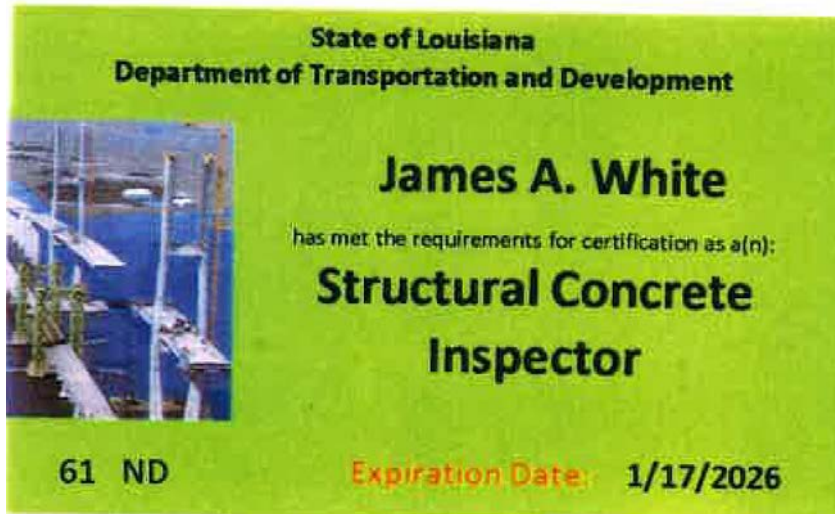 State of Louisiana
Department of Transportation and Development
James A. White
has met the requirements for certification as a(n):
Structural Concrete
Inspector
61 ND
Expiration Date: 1/17/2026